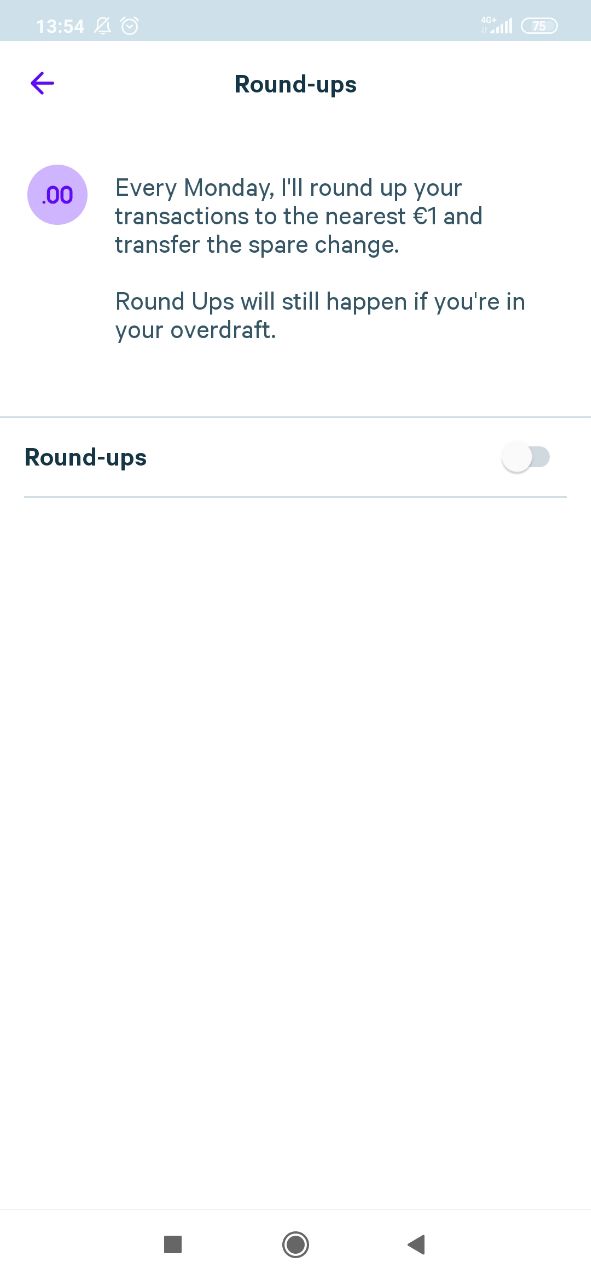 13:54
4G+
75
Round-ups
.00
Every Monday, I'll round up your
transactions to the nearest €1 and
transfer the spare change.
Round Ups will still happen if you're in
your overdraft.
Round-ups